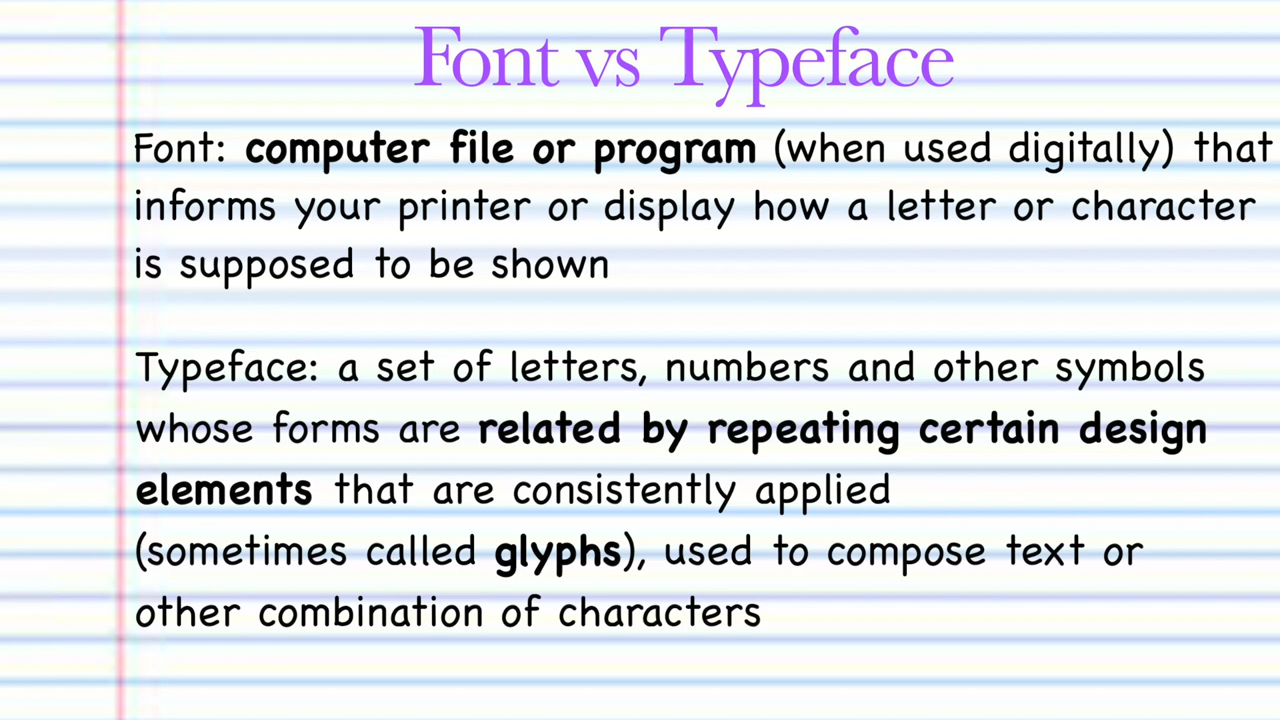 Font vs Typeface
Font: computer file or program (when used digitally) that
informs your printer or display how a letter or character
is supposed to be shown
Typeface: a set of letters, numbers and other symbols
whose forms are related by repeating certain design
elements that are consistently applied
(sometimes called glyphs), used to compose text or
other combination of characters